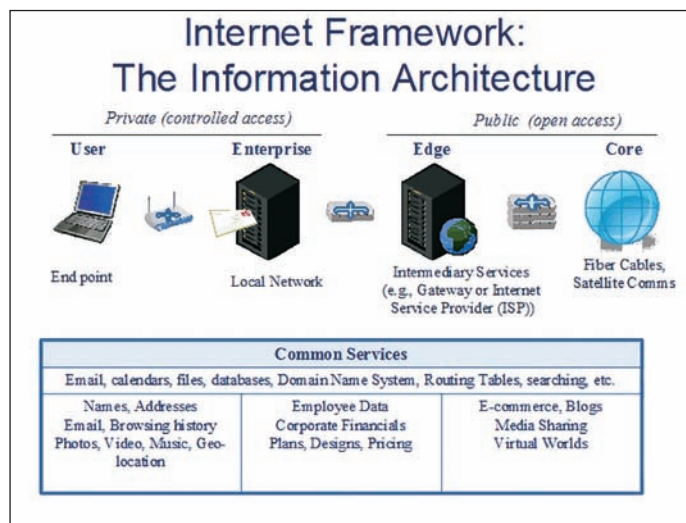 Internet Framework:
The Information Architecture
Private (controlled access)
Public (open access)
User
Enterprise
Edge
Core
End point
Local Network
Intermediary Services
(e.g., Gateway or Internet
Service Provider (ISP))
Fiber Cables,
Satellite Comms
Common Services
Email, calendars, files, databases, Domain Name System, Routing Tables, searching, etc.
Names, Addresses
Email, Browsing history
Photos, Video, Music, Geo-
location
Employee Data
Corporate Financials
Plans, Designs, Pricing
E-commerce, Blogs
Media Sharing
Virtual Worlds